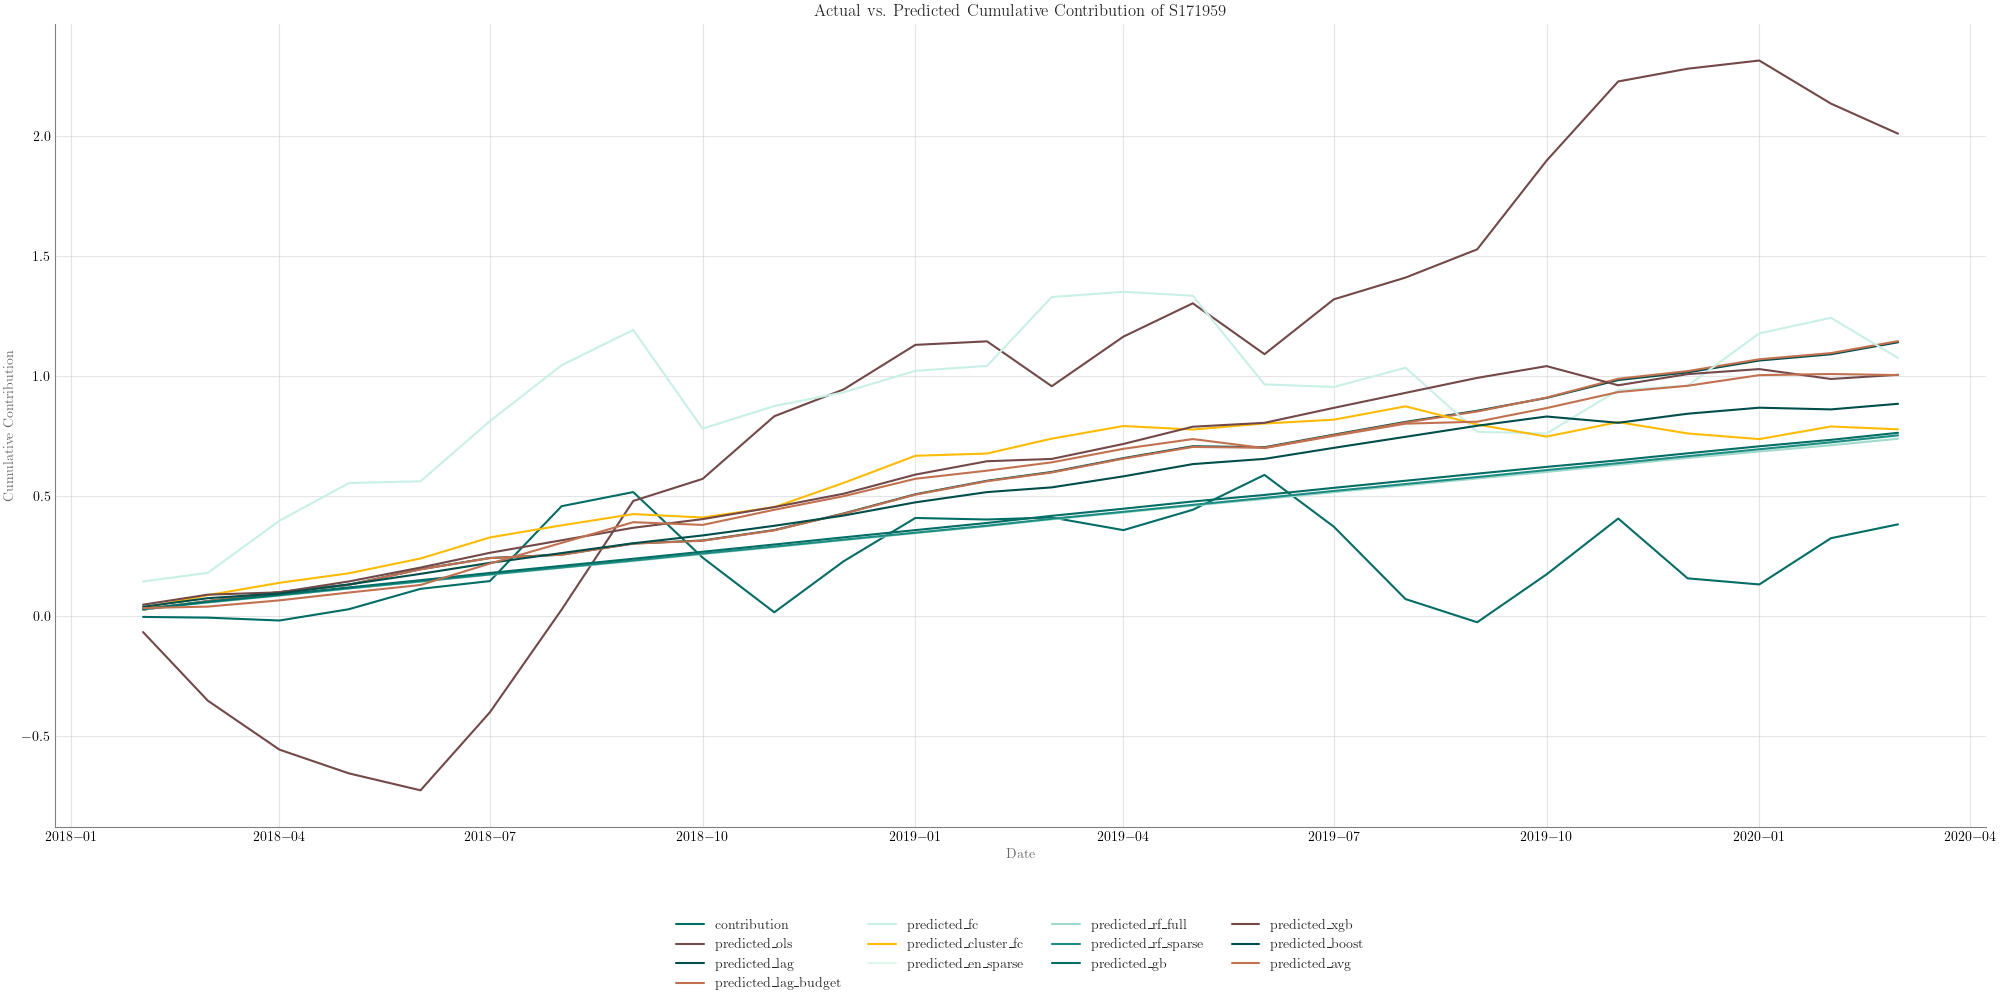 Actual vs. Predicted Cumulative Contribution of S171959
Cumulative Contribution
2.0
1.5
1.0
0.5
0.0
−0.5
2018−01
2018−04
2018−07
2018−10
2019−01
2019−04
2019−07
2019−10
2020−01
2020−04
Date
contribution
predicted_ols
predicted_lag
predicted_lag_budget
predicted_fc
predicted_cluster_fc
predicted_en_sparse
predicted_rf_full
predicted_rf_sparse
predicted_gb
predicted_xgb
predicted_boost
predicted_avg